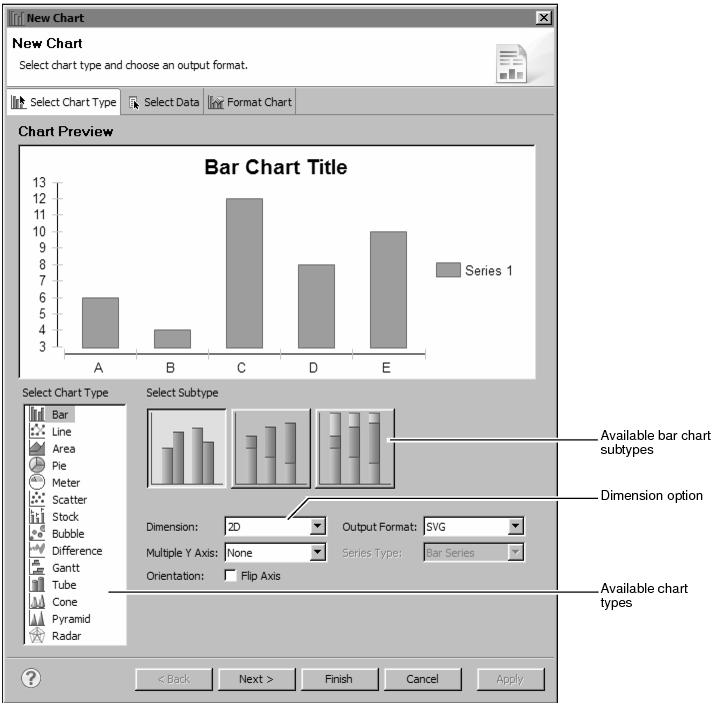 New Chart
New Chart
Select chart type and choose an output format.
Select Chart Type Select Data Format Chart
Chart Preview
Bar Chart Title
13
12
11
10
9
8
7
6
5
4
3
A B C D E
Series 1
Select Chart Type
Bar
Line
Area
Pie
Meter
Scatter
Stock
Bubble
Difference
Gantt
Tube
Cone
Pyramid
Radar
Select Subtype
Dimension: 2D Output Format: SVG
Multiple Y Axis: None Series Type: Bar Series
Orientation: Flip Axis
Available bar chart
subtypes
Dimension option
Available chart
types
? < Back Next > Finish Cancel Apply